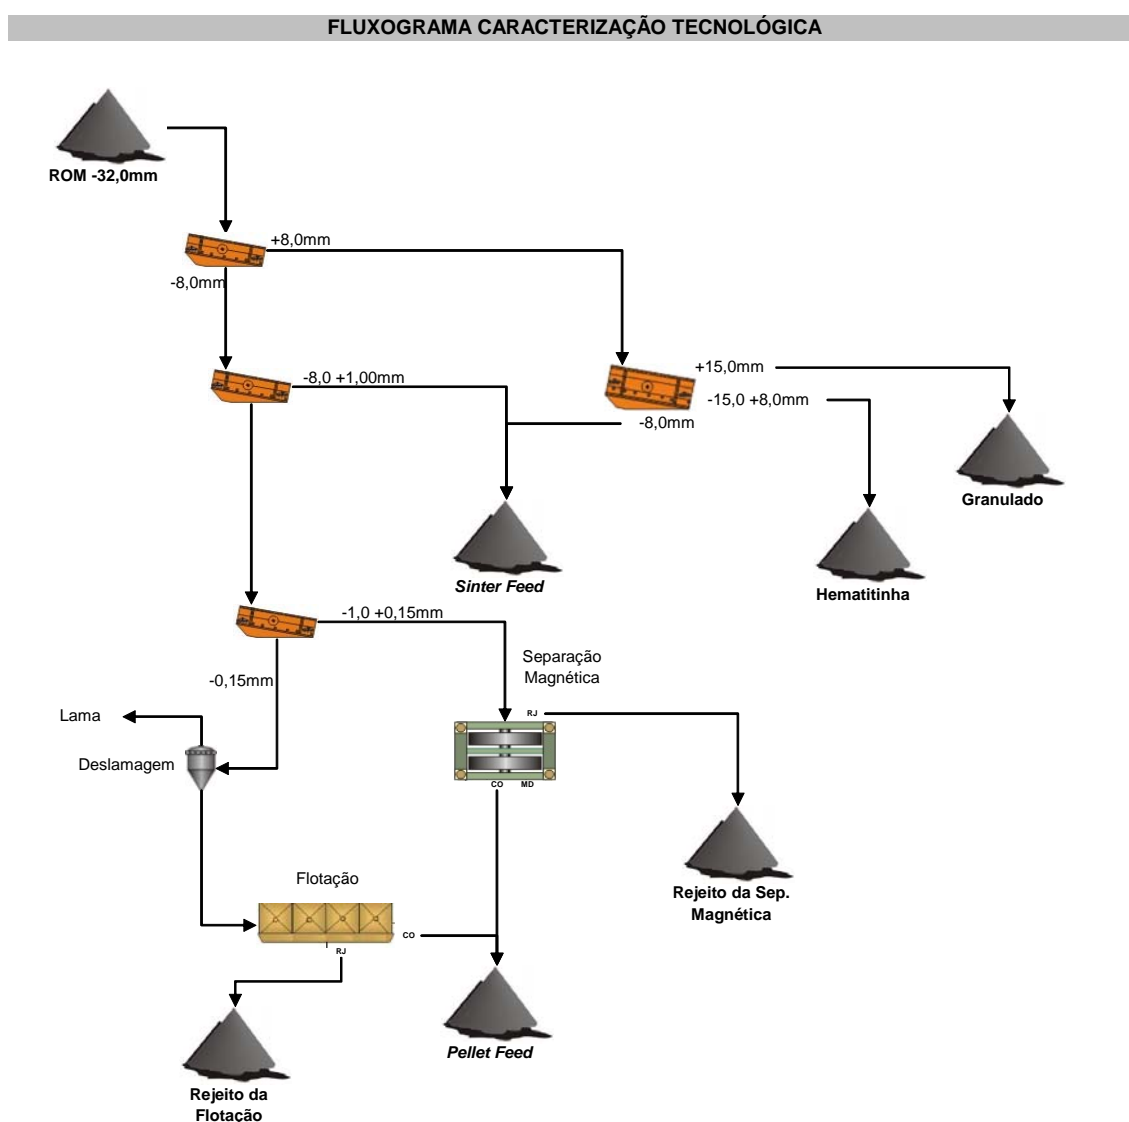 FLUXOGRAMA CARACTERIZAÇÃO TECNOLÓGICA
ROM -32,0mm
+8,0mm
-8,0mm
-8,0 +1,00mm
+15,0mm
-15,0 +8,0mm
-8,0mm
Granulado
Sinter Feed
Hematitinha
-1,0 +0,15mm
Separação
Magnética
-0,15mm
Lama
RJ
Deslamagem
CO MD
Rejeito da Sep.
Magnética
Flotação
CO
RJ
Pellet Feed
Rejeito da
Flotação